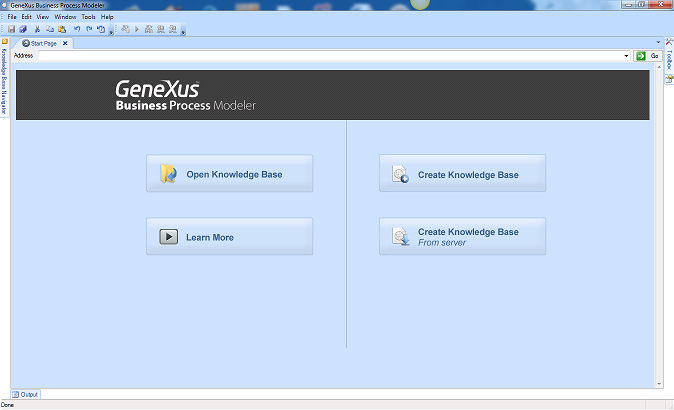 GeneXus Business Process Modeler
File Edit View Window Tools Help
Start Page
Address
Go
Knowledge Base Navigator
Toolbox
GeneXus™
Business Process Modeler
Open Knowledge Base
Create Knowledge Base
Learn More
Create Knowledge Base
From server
Output
Done